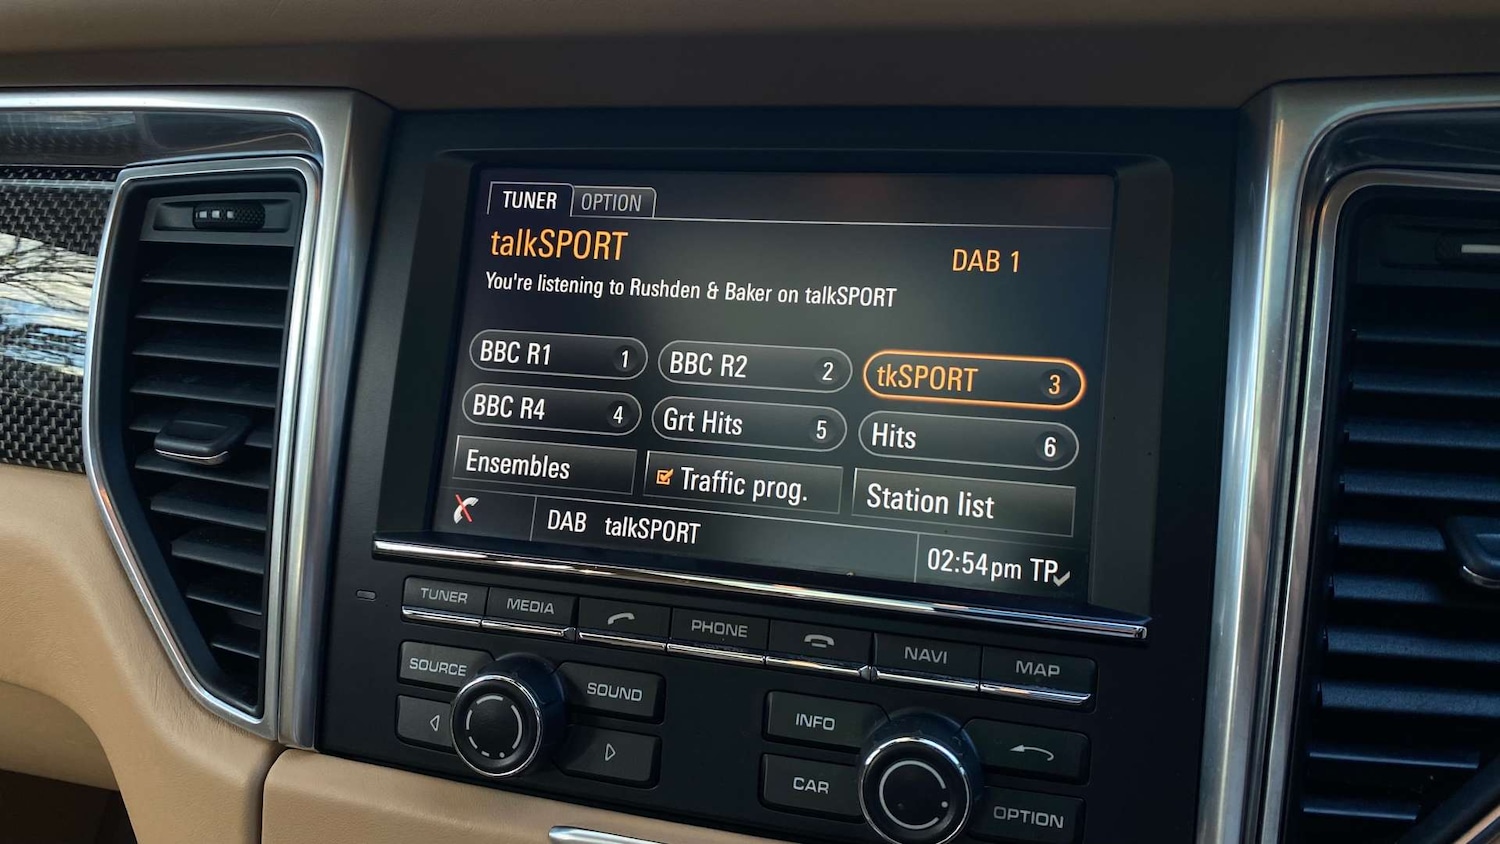 TUNER OPTION
talkSPORT DAB 1
You're listening to Rushden & Baker on talkSPORT
BBC R1 1 BBC R2 2 tkSPORT 3
BBC R4 4 Grt Hits 5 Hits 6
Ensembles Traffic prog. Station list
DAB talkSPORT 02:54pm TP
TUNER MEDIA PHONE NAVI MAP
SOURCE SOUND INFO
CAR OPTION